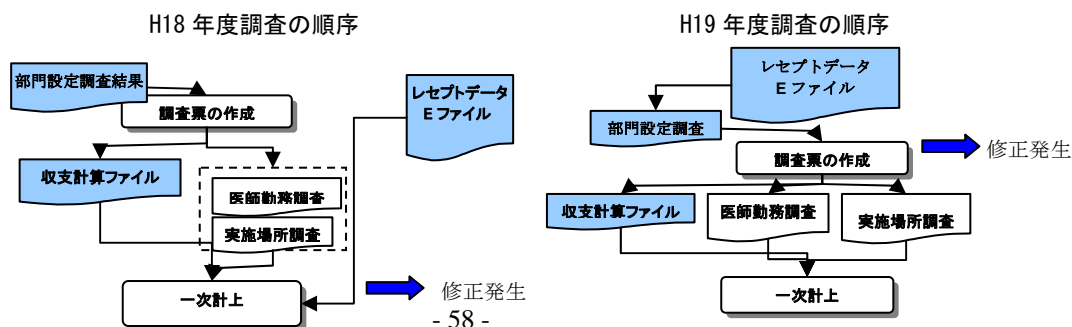 H18 年度調査の順序
部門設定調査結果
調査票の作成
レセプトデータ
E ファイル
収支計算ファイル
医師勤務調査
実施場所調査
一次計上
修正発生
H19 年度調査の順序
レセプトデータ
E ファイル
部門設定調査
調査票の作成
修正発生
収支計算ファイル
医師勤務調査
実施場所調査
一次計上
- 58 -